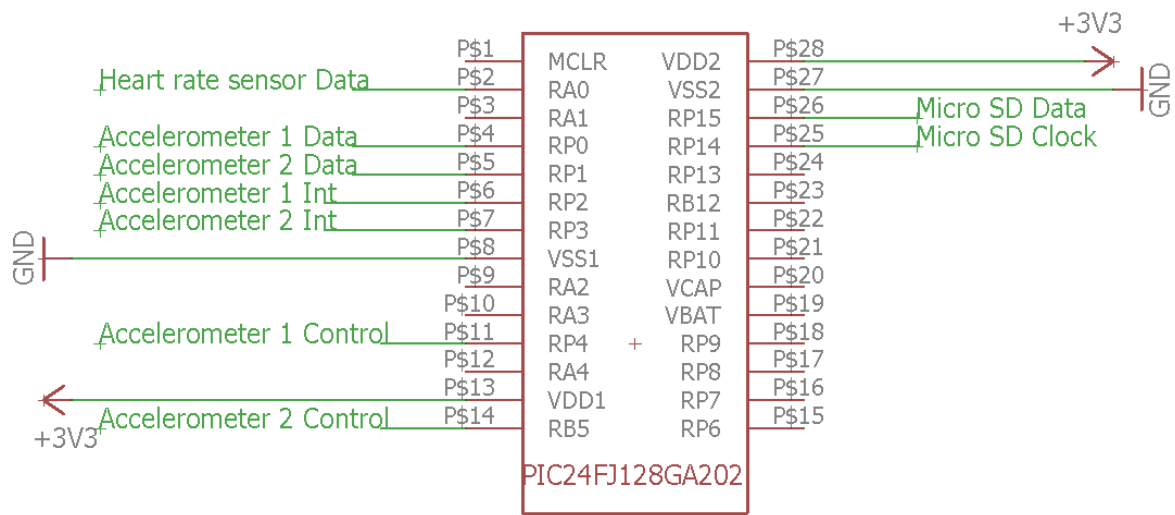 +3V3
P$1 MCLR VDD2 P$28
Heart rate sensor Data P$2 RA0 VSS2 P$27 GND
P$3 RA1 RP15 P$26 Micro SD Data
Accelerometer 1 Data P$4 RP0 RP14 P$25 Micro SD Clock
Accelerometer 2 Data P$5 RP1 RP13 P$24
Accelerometer 1 Int P$6 RP2 RB12 P$23
Accelerometer 2 Int P$7 RP3 RP11 P$22
GND P$8 VSS1 RP10 P$21
P$9 RA2 VCAP P$20
P$10 RA3 VBAT P$19
Accelerometer 1 Control P$11 RP4 RP9 P$18
P$12 RA4 RP8 P$17
P$13 VDD1 RP7 P$16
Accelerometer 2 Control P$14 RB5 RP6 P$15
+3V3
PIC24FJ128GA202